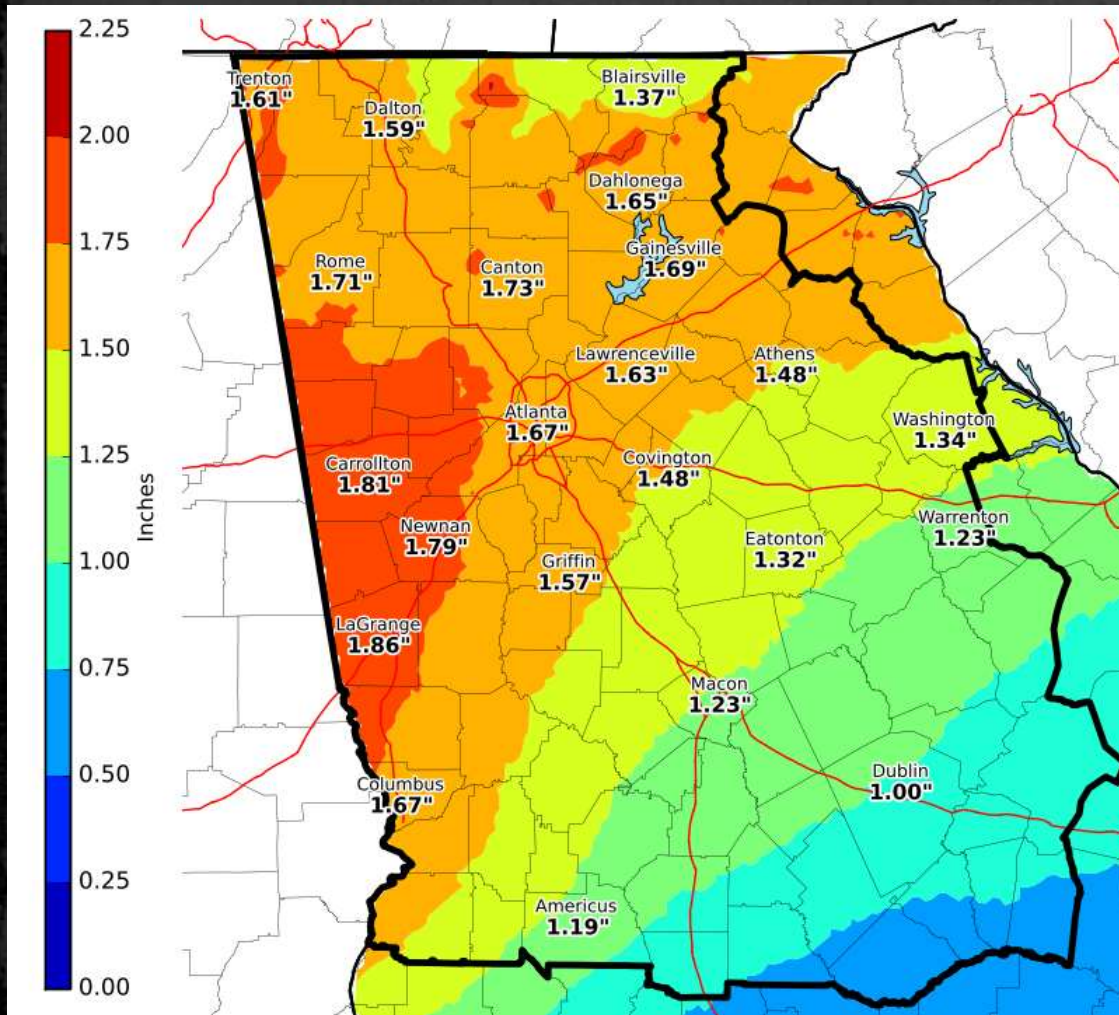 2.25
2.00
1.75
1.50
1.25
1.00
0.75
0.50
0.25
0.00
Inches
Trenton
1.61"
Dalton
1.59"
Blairsville
1.37"
Dahlonega
1.65"
Rome
1.71"
Canton
1.73"
Gainesville
1.69"
Lawrenceville
1.63"
Athens
1.48"
Atlanta
1.67"
Washington
1.34"
Carrollton
1.81"
Covington
1.48"
Newnan
1.79"
Griffin
1.57"
Eatonton
1.32"
Warrenton
1.23"
LaGrange
1.86"
Macon
1.23"
Columbus
1.67"
Dublin
1.00"
Americus
1.19"